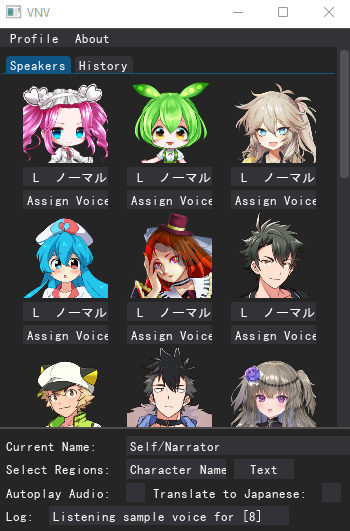 VNV
Profile About
Speakers History
L ノーマル L ノーマル L ノーマル
Assign Voice Assign Voice Assign Voice
L ノーマル L ノーマル L ノーマル
Assign Voice Assign Voice Assign Voice
Current Name: Self/Narrator
Select Regions: Character Name Text
Autoplay Audio: Translate to Japanese:
Log: Listening sample voice for [8]